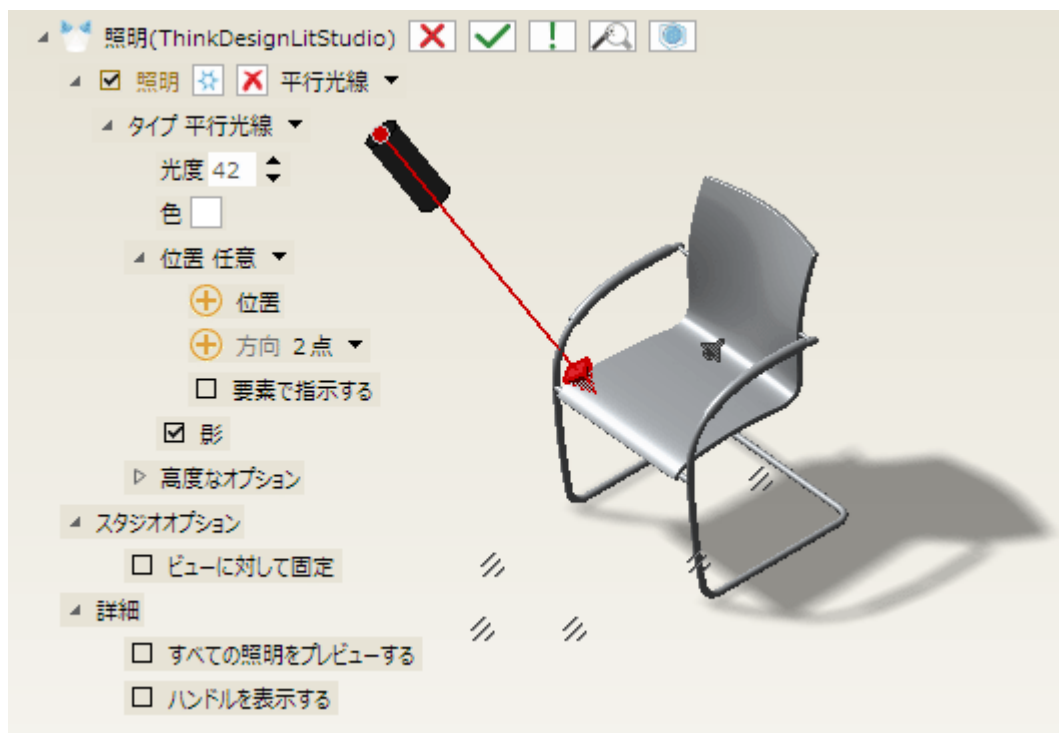 照明(ThinkDesignLitStudio)
照明 平行光線
タイプ 平行光線
光度 42
色
位置 任意
位置
方向 2点
要素で指示する
影
高度なオプション
スタジオオプション
ビューに対して固定
詳細
すべての照明をプレビューする
ハンドルを表示する